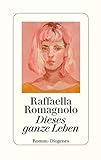 Raffaella
Romagnolo
Dieses
ganze Leben
Roman · Diogenes